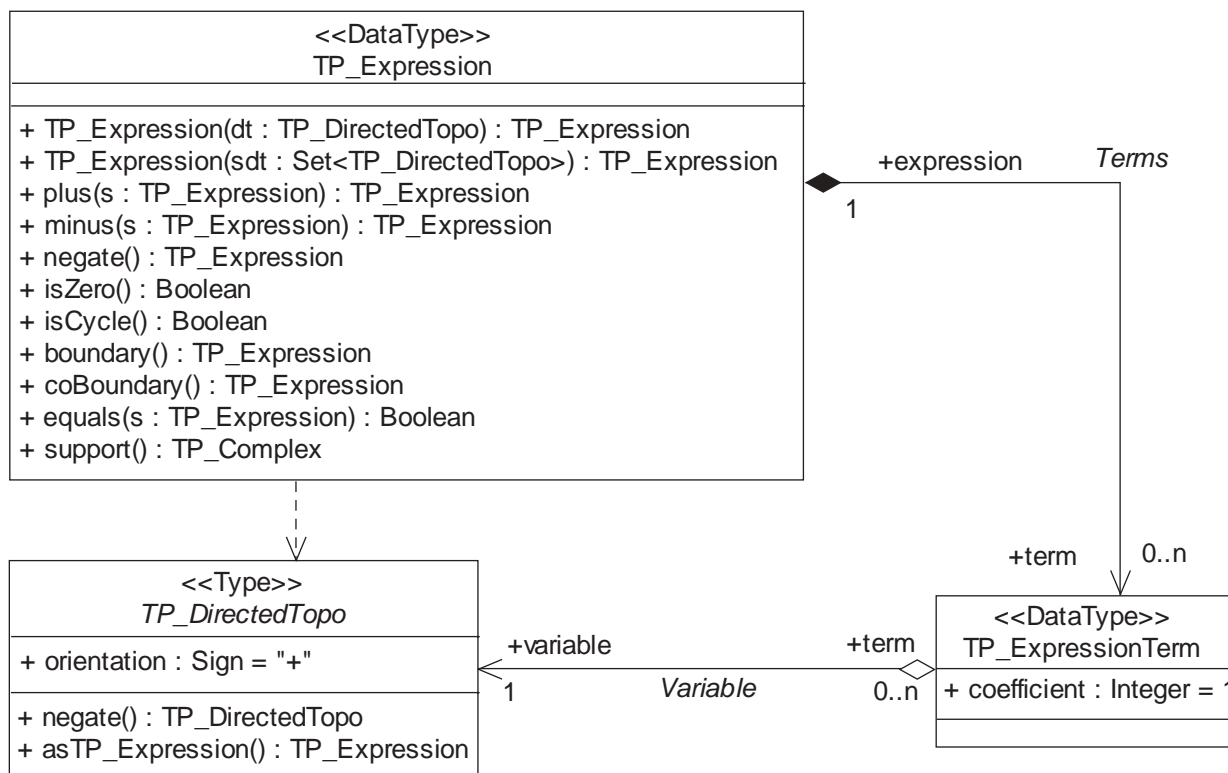 <<DataType>>
TP_Expression
+ TP_Expression(dt : TP_DirectedTopo) : TP_Expression
+ TP_Expression(sdt : Set<TP_DirectedTopo>) : TP_Expression
+ plus(s : TP_Expression) : TP_Expression
+ minus(s : TP_Expression) : TP_Expression
+ negate() : TP_Expression
+ isZero() : Boolean
+ isCycle() : Boolean
+ boundary() : TP_Expression
+ coBoundary() : TP_Expression
+ equals(s : TP_Expression) : Boolean
+ support() : TP_Complex
+expression
Terms
1
+term
0..n
<<Type>>
TP_DirectedTopo
+ orientation : Sign = "+"
+ negate() : TP_DirectedTopo
+ asTP_Expression() : TP_Expression
+variable
+term
1
Variable
0..n
<<DataType>>
TP_ExpressionTerm
+ coefficient : Integer = 1